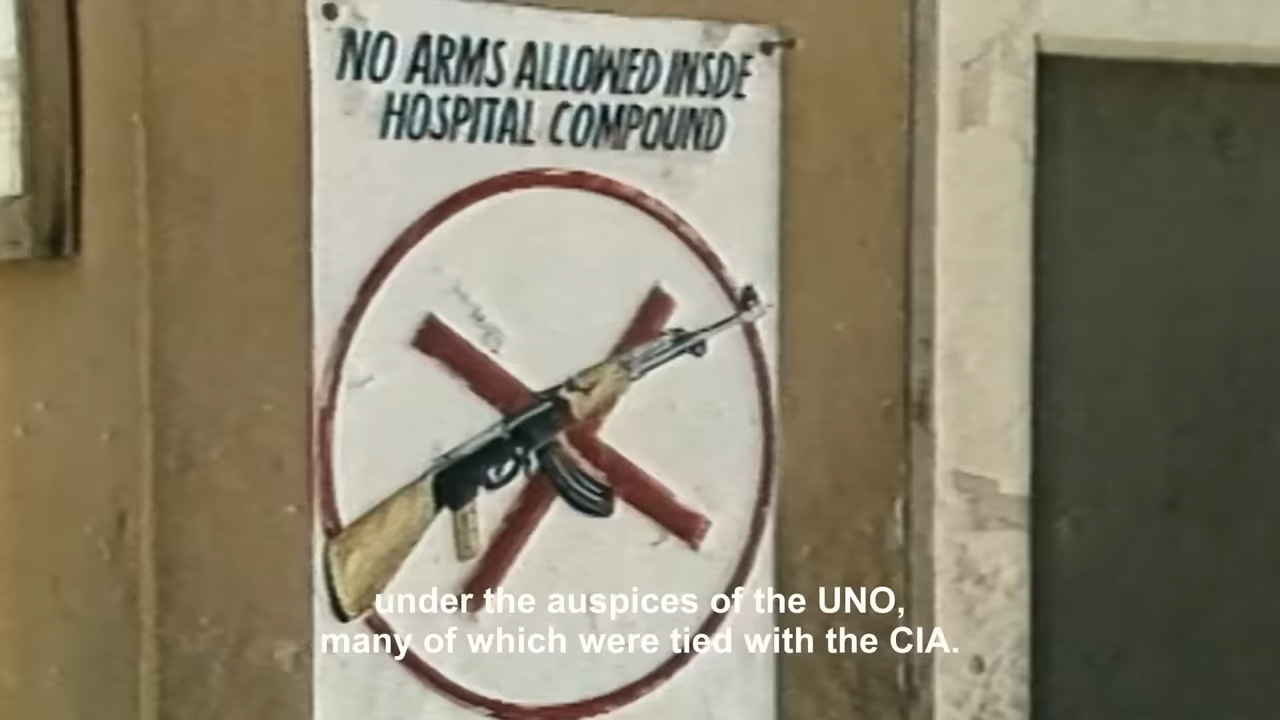 NO ARMS ALLOWED INSDE
HOSPITAL COMPOUND
under the auspices of the UNO,
many of which were tied with the CIA.